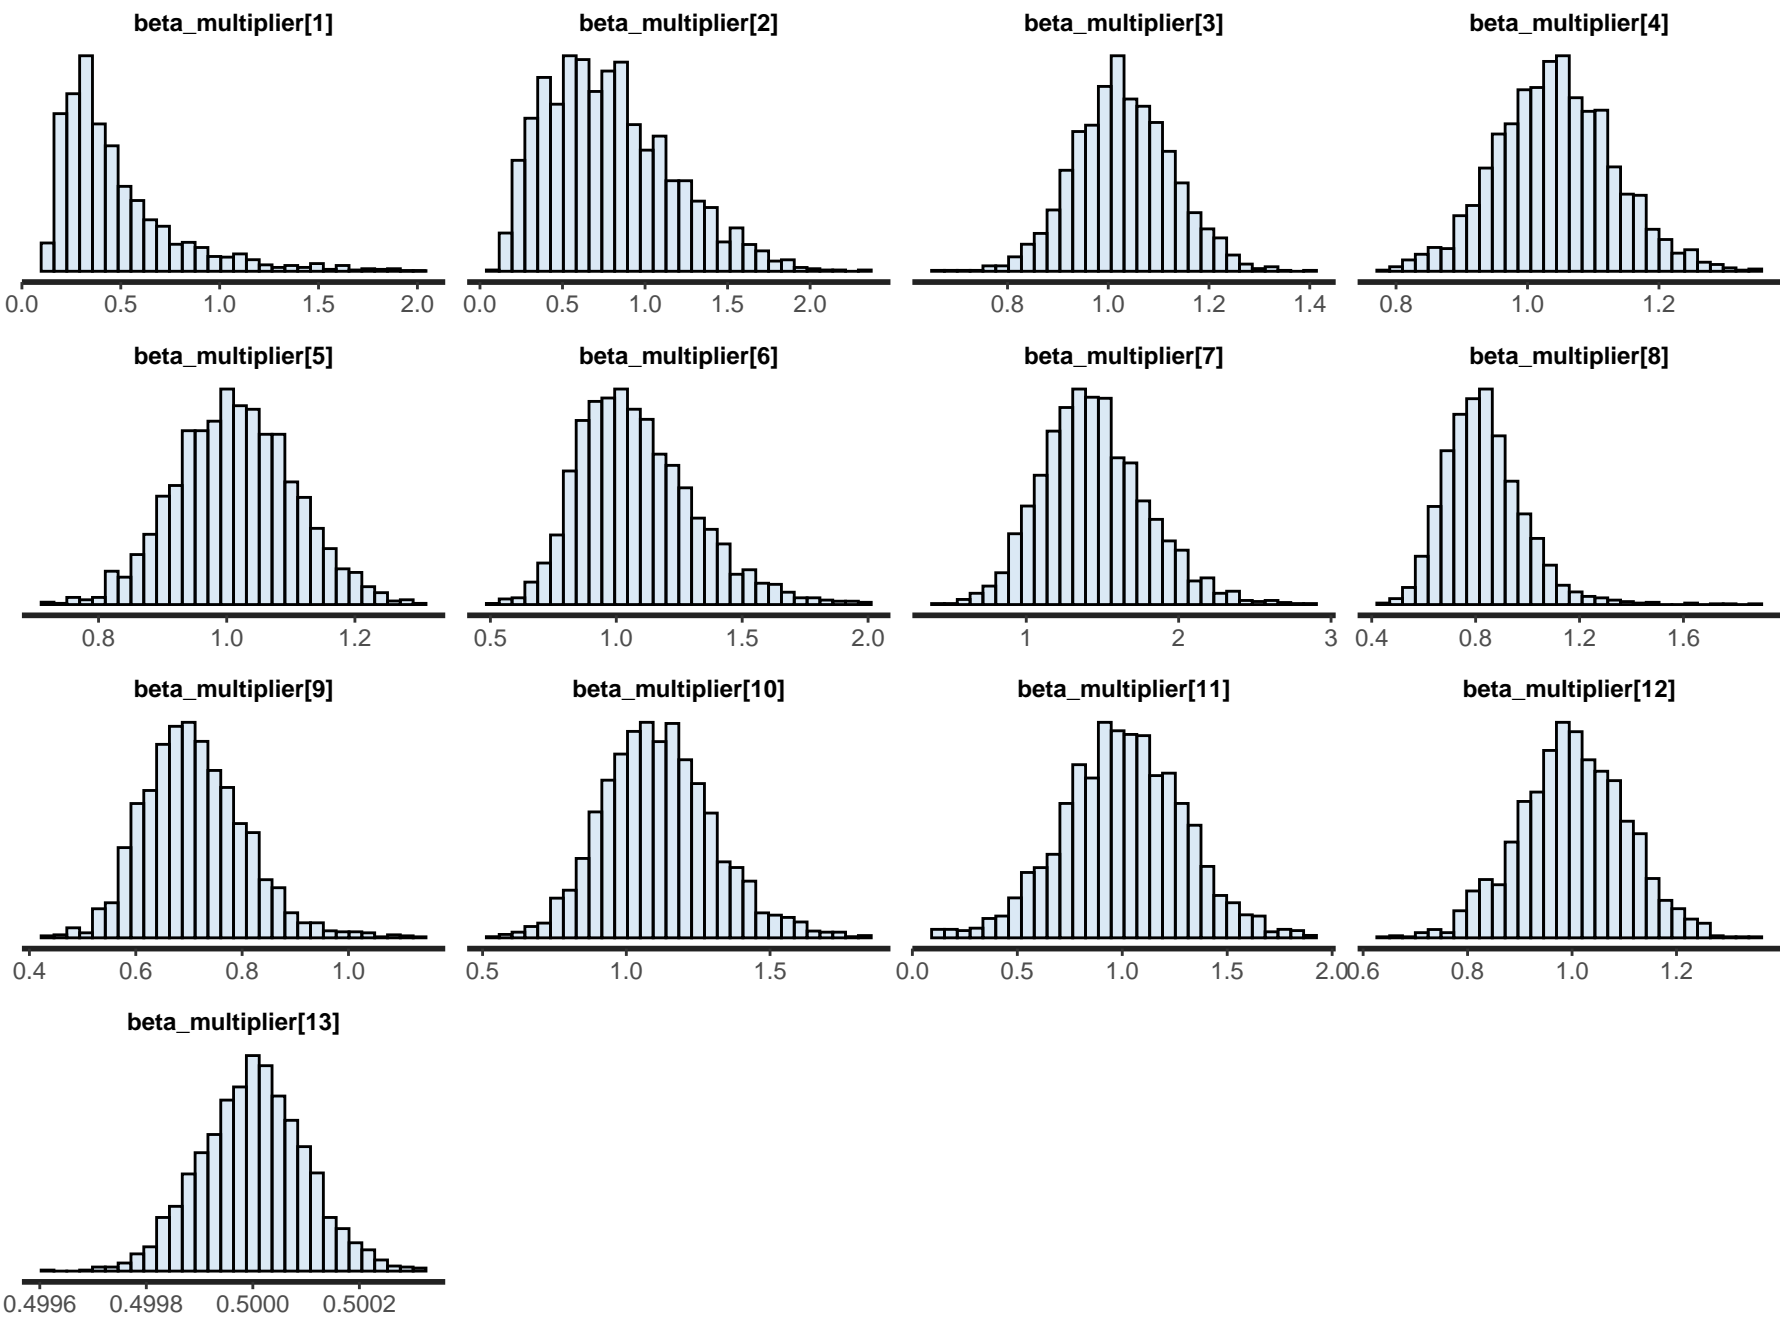 beta_multiplier[1] beta_multiplier[2] beta_multiplier[3] beta_multiplier[4]
0.0 0.5 1.0 1.5 2.0 0.0 0.5 1.0 1.5 2.0 0.8 1.0 1.2 1.4 0.8 1.0 1.2
beta_multiplier[5] beta_multiplier[6] beta_multiplier[7] beta_multiplier[8]
0.8 1.0 1.2 0.5 1.0 1.5 2.0 1 2 3 0.4 0.8 1.2 1.6
beta_multiplier[9] beta_multiplier[10] beta_multiplier[11] beta_multiplier[12]
0.4 0.6 0.8 1.0 0.5 1.0 1.5 0.0 0.5 1.0 1.5 2.0 0.6 0.8 1.0 1.2
beta_multiplier[13]
0.4996 0.4998 0.5000 0.5002